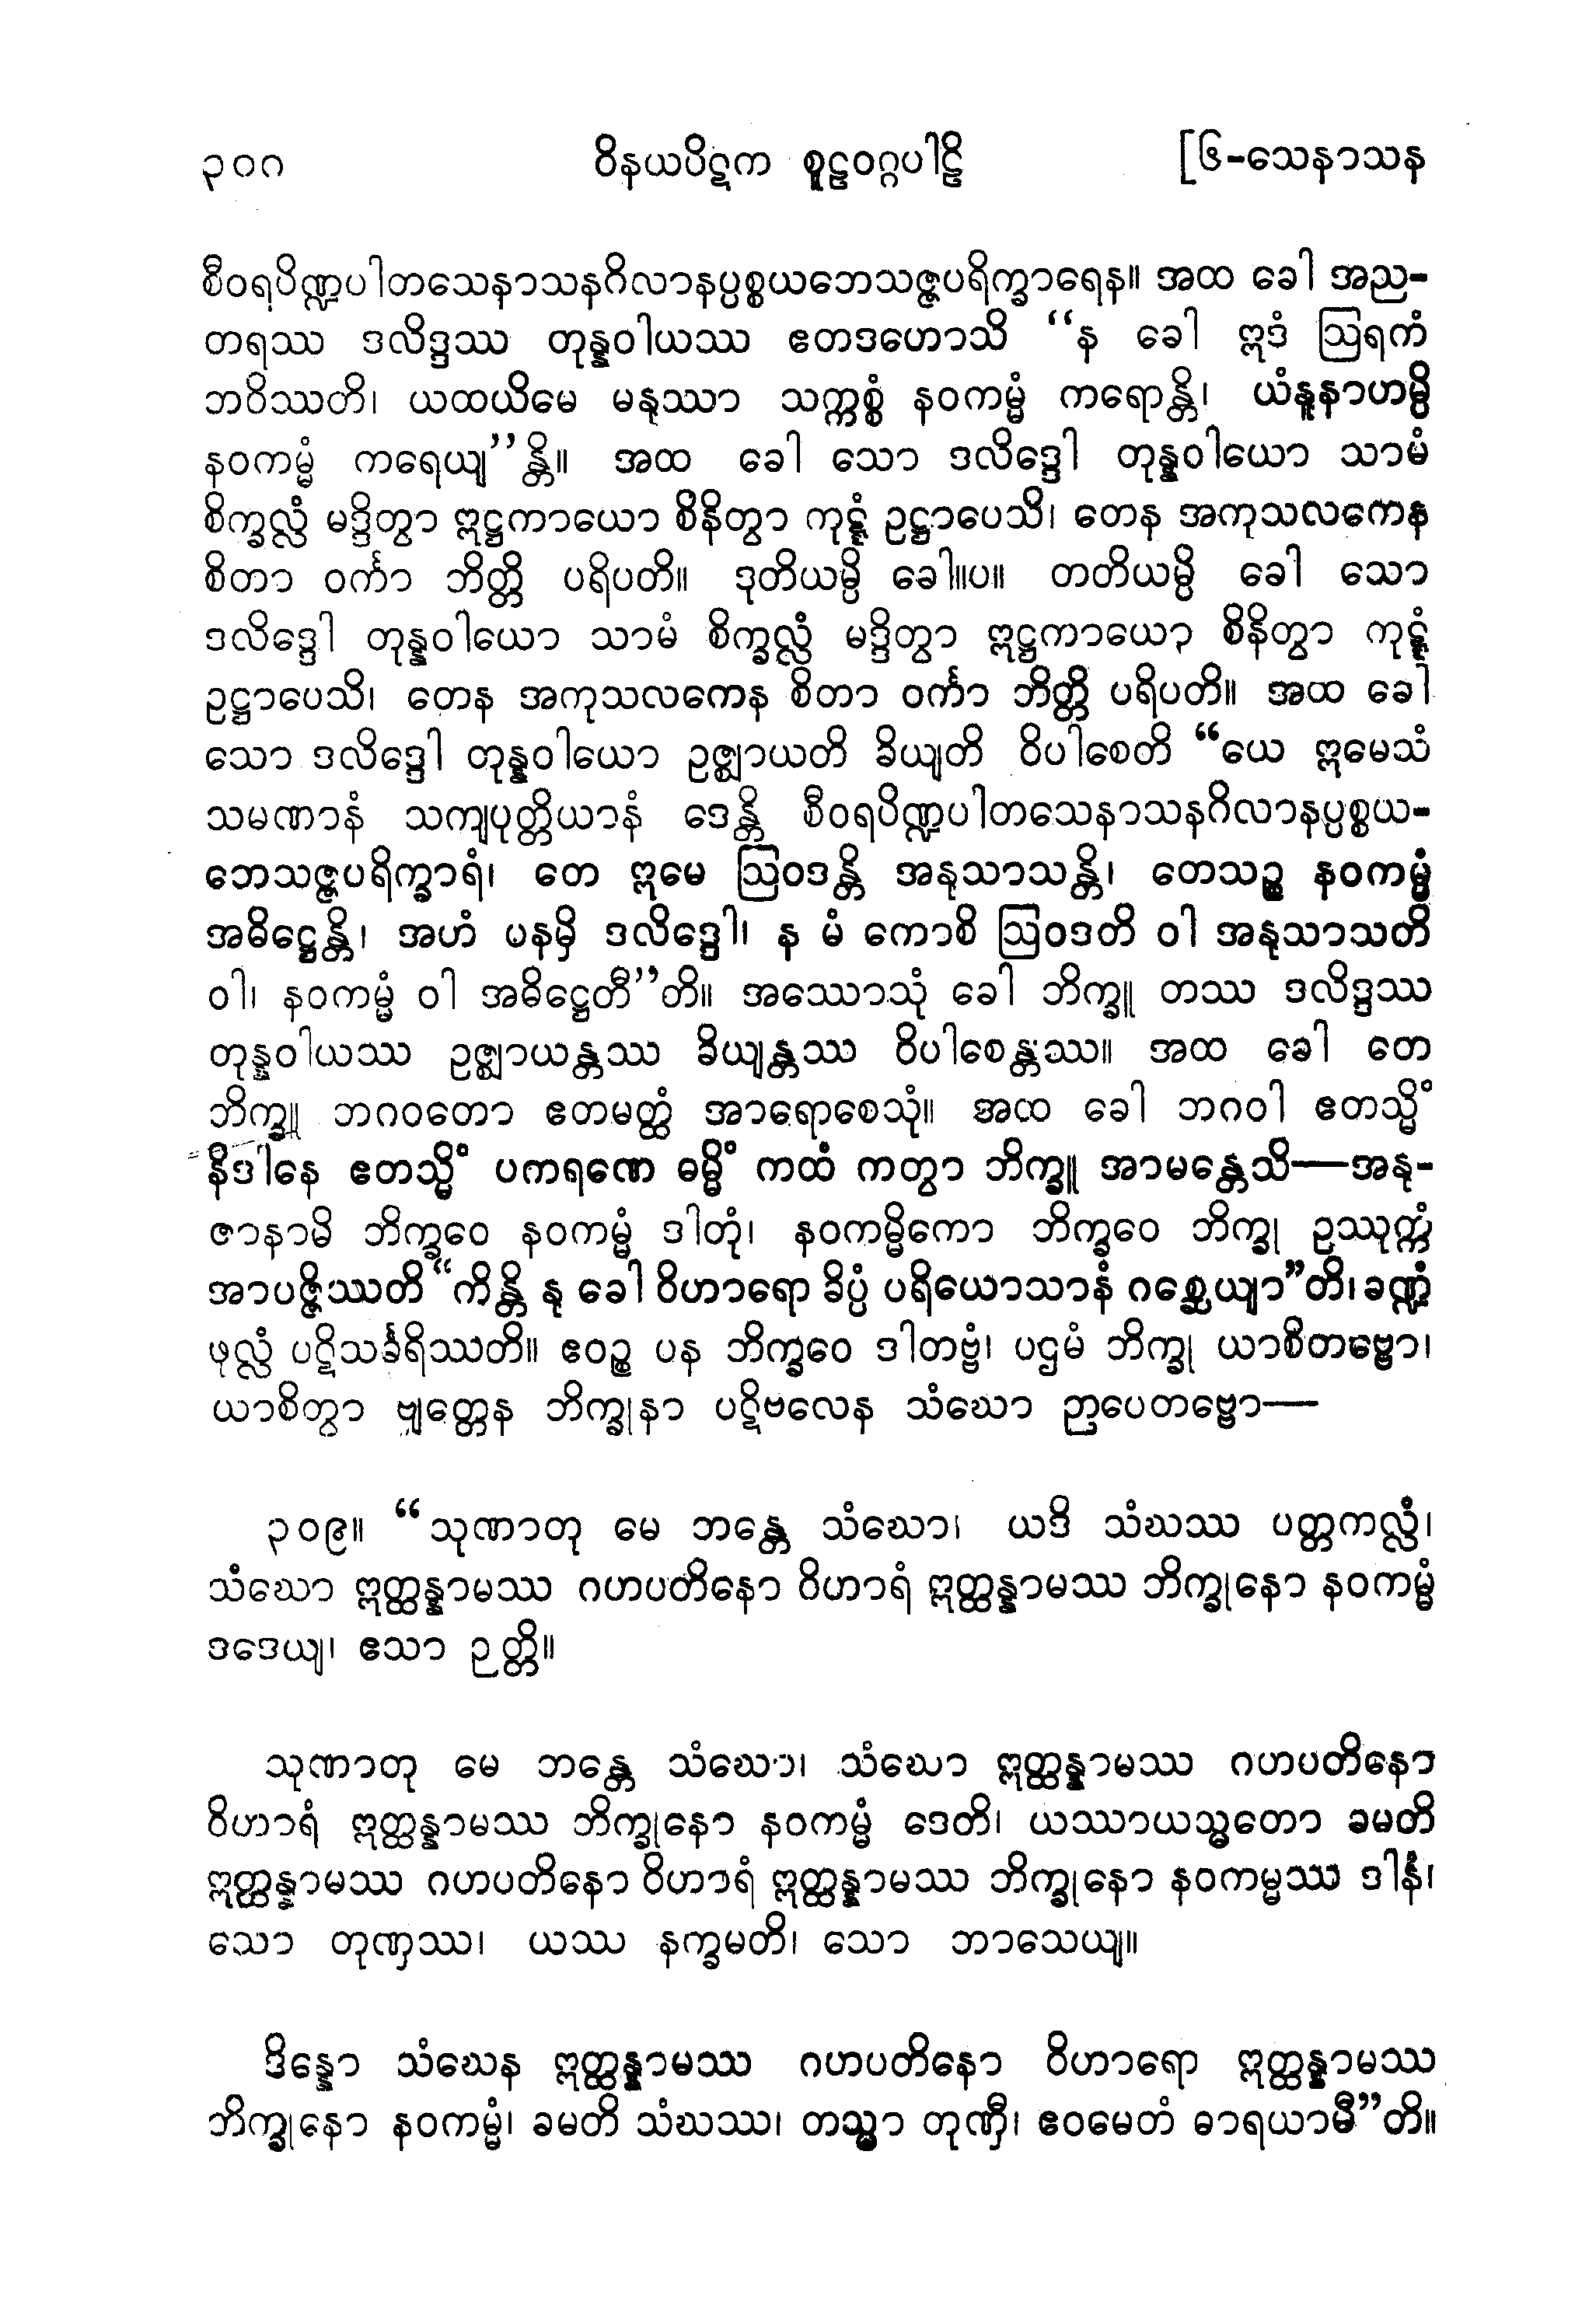 ၃၀ဂ ဝိနယပိဋက စူဠဝဂ္ဂပါဠိ [၆-သေနာသန
စီဝရပိဏ္ဍပါတသေနာသနဂိလာနပ္ပစ္စယဘေသဇ္ဇပရိက္ခာရေန။ အထ ခေါ အည-
တရဿ ဒလိဒ္ဒဿ တုန္နဝါယဿ ဧတဒဟောသိ “န ခေါ ဣဒံ ဩရကံ
ဘဝိဿတိ၊ ယထယိမေ မနုဿာ သက္ကစ္စံ နဝကမ္မံ ကရောန္တိ၊ ယံနူနာဟမ္ပိ
နဝကမ္မံ ကရေယျ”န္တိ။ အထ ခေါ သော ဒလိဒ္ဒေါ တုန္နဝါယော သာမံ
စိက္ခလ္လံ မဒ္ဒိတွာ ဣဋ္ဌကာယော စိနိတွာ ကုဋ္ဋံ ဥဋ္ဌာပေသိ၊ တေန အကုသလကေန
စိတာ ဝင်္ကာ ဘိတ္တိ ပရိပတိ။ ဒုတိယမ္ပိ ခေါ။ပ။ တတိယမ္ပိ ခေါ သော
ဒလိဒ္ဒေါ တုန္နဝါယော သာမံ စိက္ခလ္လံ မဒ္ဒိတွာ ဣဋ္ဌကာယော စိနိတွာ ကုဋ္ဋံ
ဥဋ္ဌာပေသိ၊ တေန အကုသလကေန စိတာ ဝင်္ကာ ဘိတ္တိ ပရိပတိ။ အထ ခေါ
သော ဒလိဒ္ဒေါ တုန္နဝါယော ဥဇ္ဈာယတိ ခိယျတိ ဝိပါစေတိ “ယေ ဣမေသံ
သမဏာနံ သကျပုတ္တိယာနံ ဒေန္တိ စီဝရပိဏ္ဍပါတသေနာသနဂိလာနပ္ပစ္စယ-
ဘေသဇ္ဇပရိက္ခာရံ၊ တေ ဣမေ ဩဝဒန္တိ အနုသာသန္တိ၊ တေသဉ္စ နဝကမ္မံ
အဓိဋ္ဌေန္တိ၊ အဟံ ပနမှိ ဒလိဒ္ဒေါ၊ န မံ ကောစိ ဩဝဒတိ ဝါ အနုသာသတိ
ဝါ၊ နဝကမ္မံ ဝါ အဓိဋ္ဌေတီ”တိ။ အဿောသုံ ခေါ ဘိက္ခူ တဿ ဒလိဒ္ဒဿ
တုန္နဝါယဿ ဥဇ္ဈာယန္တဿ ခိယျန္တဿ ဝိပါစေန္တဿ။ အထ ခေါ တေ
ဘိက္ခူ ဘဂဝတော ဧတမတ္ထံ အာရောစေသုံ။ အထ ခေါ ဘဂဝါ ဧတသ္မိံ
နိဒါနေ ဧတသ္မိံ ပကရဏေ ဓမ္မိံ ကထံ ကတွာ ဘိက္ခူ အာမန္တေသိ—အနု-
ဇာနာမိ ဘိက္ခဝေ နဝကမ္မံ ဒါတုံ၊ နဝကမ္မိကော ဘိက္ခဝေ ဘိက္ခု ဥဿုက္ကံ
အာပဇ္ဇိဿတိ “ကိန္တိ နု ခေါ ဝိဟာရော ခိပ္ပံ ပရိယောသာနံ ဂစ္ဆေယျာ”တိ၊ ခဏ္ဍံ
ဖုလ္လံ ပဋိသင်္ခရိဿတိ။ ဧဝဉ္စ ပန ဘိက္ခဝေ ဒါတဗ္ဗံ၊ ပဌမံ ဘိက္ခု ယာစိတဗ္ဗော၊
ယာစိတွာ ဗျတ္တေန ဘိက္ခုနာ ပဋိဗလေန သံဃော ဉာပေတဗ္ဗော—
၃၀၉။ “သုဏာတု မေ ဘန္တေ သံဃော၊ ယဒိ သံဃဿ ပတ္တကလ္လံ၊
သံဃော ဣတ္ထန္နာမဿ ဂဟပတိနော ဝိဟာရံ ဣတ္ထန္နာမဿ ဘိက္ခုနော နဝကမ္မံ
ဒဒေယျ၊ ဧသာ ဉတ္တိ။
သုဏာတု မေ ဘန္တေ သံဃော၊ သံဃော ဣတ္ထန္နာမဿ ဂဟပတိနော
ဝိဟာရံ ဣတ္ထန္နာမဿ ဘိက္ခုနော နဝကမ္မံ ဒေတိ၊ ယဿာယသ္မတော ခမတိ
ဣတ္ထန္နာမဿ ဂဟပတိနော ဝိဟာရံ ဣတ္ထန္နာမဿ ဘိက္ခုနော နဝကမ္မဿ ဒါနံ၊
သော တုဏှဿ၊ ယဿ နက္ခမတိ၊ သော ဘာသေယျ။
ဒိန္နော သံဃေန ဣတ္ထန္နာမဿ ဂဟပတိနော ဝိဟာရော ဣတ္ထန္နာမဿ
ဘိက္ခုနော နဝကမ္မံ၊ ခမတိ သံဃဿ၊ တသ္မာ တုဏှီ၊ ဧဝမေတံ ဓာရယာမီ”တိ။